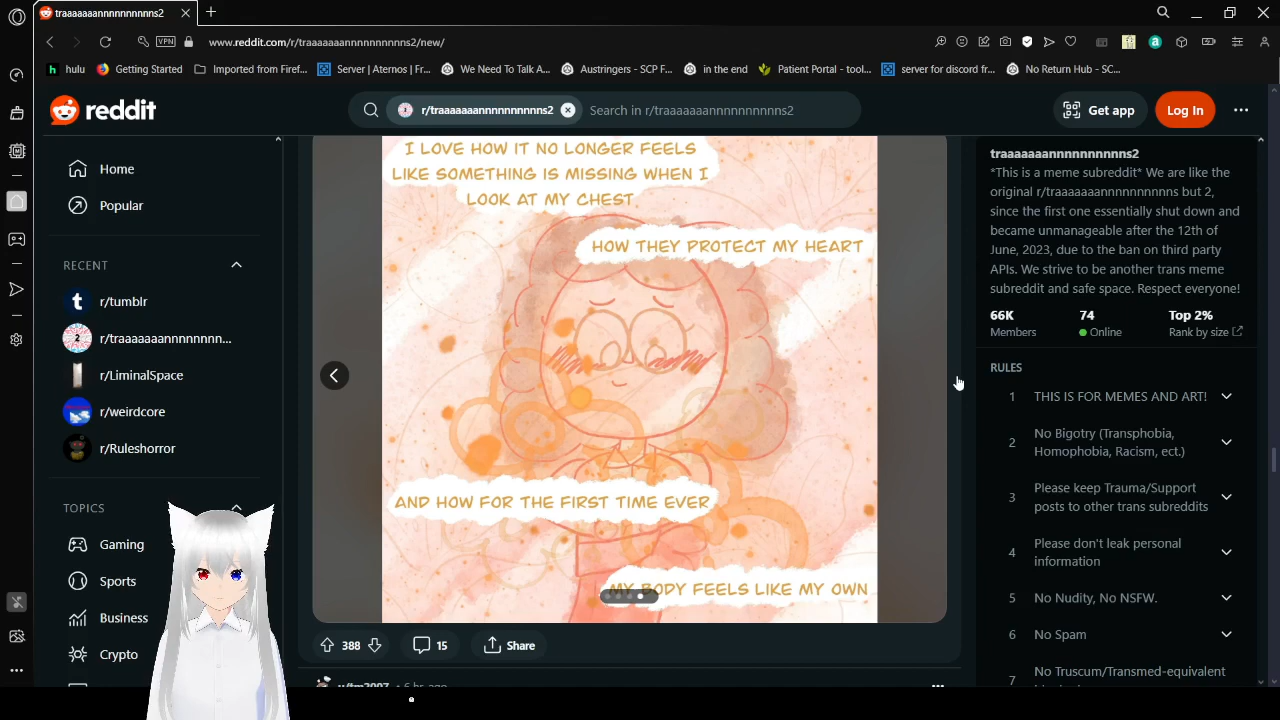 traaaaaaannnnnnnnnns2
VPN
www.reddit.com/r/traaaaaaannnnnnnnnns2/new/
hulu
Getting Started
Imported from Firef...
Server | Aternos | Fr...
We Need To Talk A...
Austringers - SCP F...
in the end
Patient Portal - tool...
server for discord fr...
No Return Hub - SC...
reddit
r/traaaaaaannnnnnnnnns2
Search in r/traaaaaaannnnnnnnnns2
Get app
Log In
Home
Popular
RECENT
r/tumblr
r/traaaaaaannnnnnn...
r/LiminalSpace
r/weirdcore
r/Ruleshorror
TOPICS
Gaming
Sports
Business
Crypto
I LOVE HOW IT NO LONGER FEELS
LIKE SOMETHING IS MISSING WHEN I
LOOK AT MY CHEST.
HOW THEY PROTECT MY HEART
AND HOW FOR THE FIRST TIME EVER
MY BODY FEELS LIKE MY OWN
388
15
Share
6 hr. ago
traaaaaaannnnnnnnnns2
*This is a meme subreddit* We are like the
original r/traaaaaaannnnnnnnnns but 2,
since the first one essentially shut down and
became unmanageable after the 12th of
June, 2023, due to the ban on third party
APIs. We strive to be another trans meme
subreddit and safe space. Respect everyone!
66K
Members
74
Online
Top 2%
Rank by size
RULES
1 THIS IS FOR MEMES AND ART!
2 No Bigotry (Transphobia,
Homophobia, Racism, ect.)
3 Please keep Trauma/Support
posts to other trans subreddits
4 Please don't leak personal
information
5 No Nudity, No NSFW.
6 No Spam
7 No Truscum/Transmed-equivalent